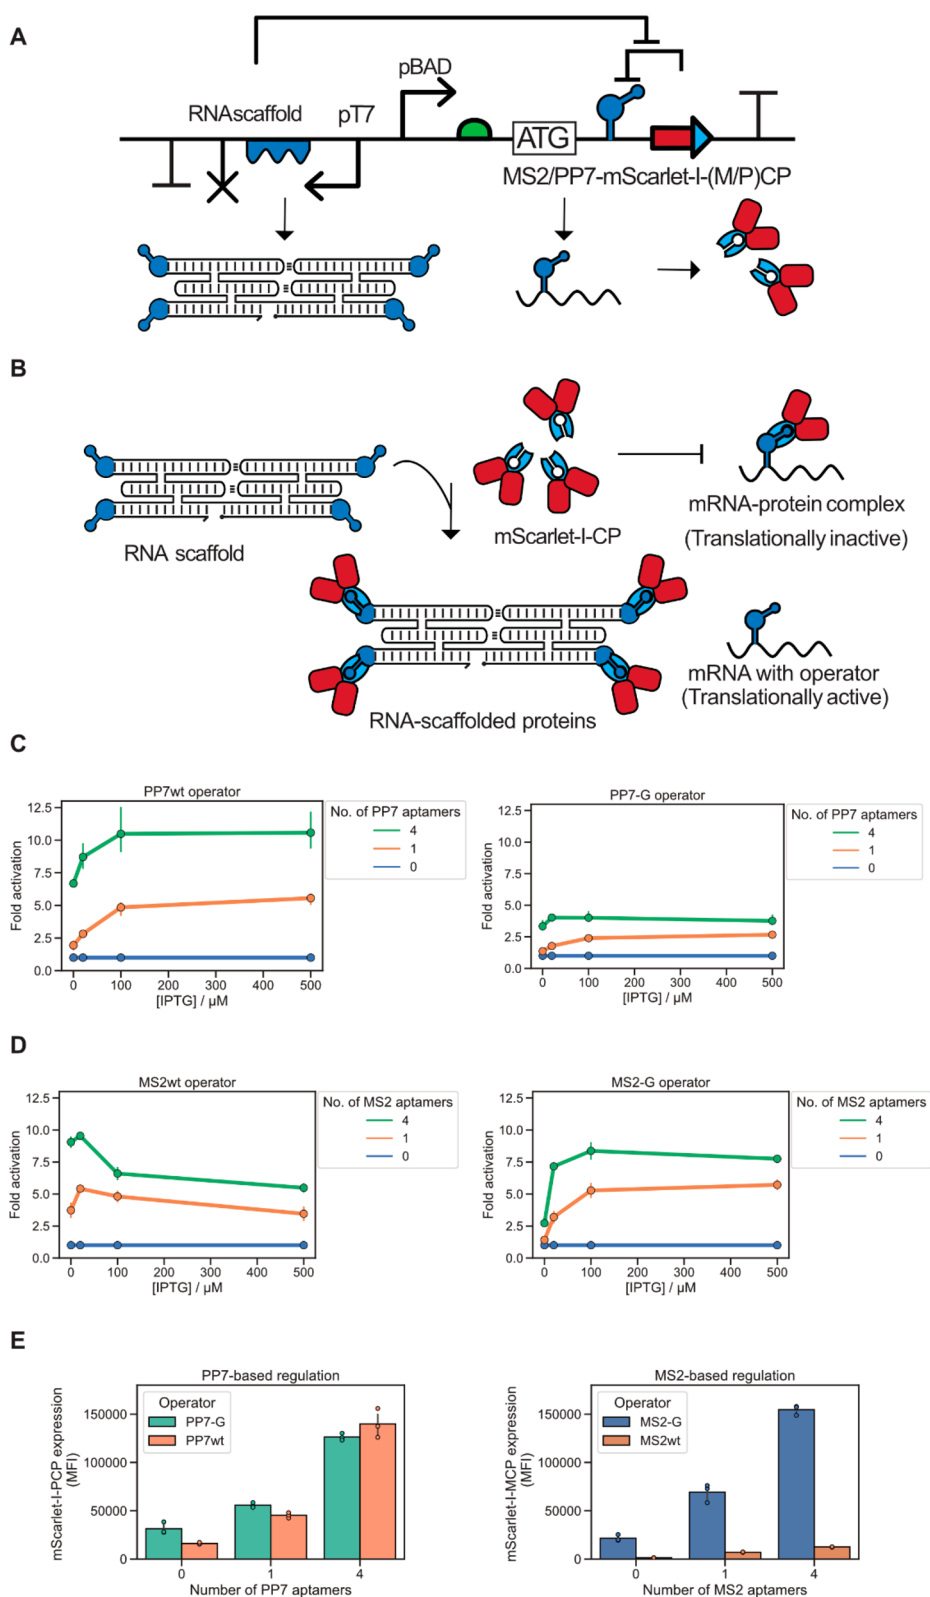 A
pBAD
RNAscaffold
pT7
ATG
MS2/PP7-mScarlet-I-(M/P)CP
B
RNA scaffold
mScarlet-I-CP
mRNA-protein complex
(Translationally inactive)
RNA-scaffolded proteins
mRNA with operator
(Translationally active)
C
PP7wt operator
Fold activation
12.5
10.0
7.5
5.0
2.5
0.0
0 100 200 300 400 500
[IPTG] / µM
No. of PP7 aptamers
4
1
0
PP7-G operator
Fold activation
12.5
10.0
7.5
5.0
2.5
0.0
0 100 200 300 400 500
[IPTG] / µM
No. of PP7 aptamers
4
1
0
D
MS2wt operator
Fold activation
12.5
10.0
7.5
5.0
2.5
0.0
0 100 200 300 400 500
[IPTG] / µM
No. of MS2 aptamers
4
1
0
MS2-G operator
Fold activation
12.5
10.0
7.5
5.0
2.5
0.0
0 100 200 300 400 500
[IPTG] / µM
No. of MS2 aptamers
4
1
0
E
PP7-based regulation
mScarlet-I-PCP expression
(MFI)
150000
100000
50000
0
Operator
PP7-G
PP7wt
0 1 4
Number of PP7 aptamers
MS2-based regulation
mScarlet-I-MCP expression
(MFI)
150000
100000
50000
0
Operator
MS2-G
MS2wt
0 1 4
Number of MS2 aptamers